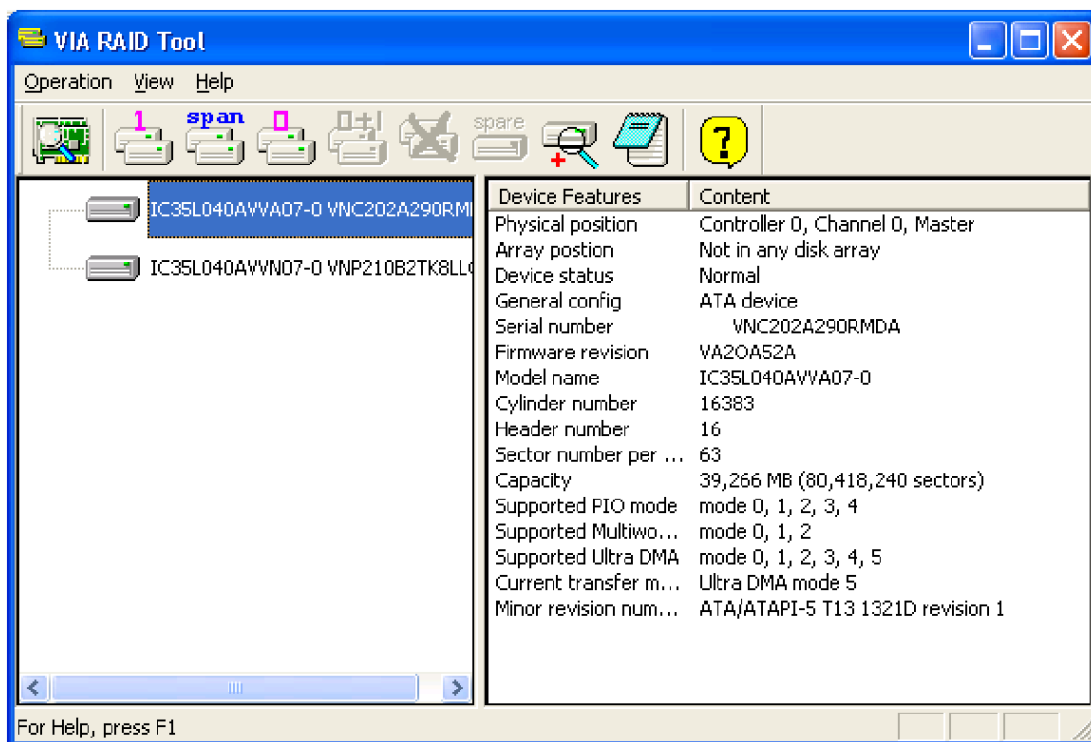 VIA RAID Tool
Operation View Help
1 span 0 0+1 spare ?
IC35L040AVVA07-0 VNC202A290RM
IC35L040AVVN07-0 VNP210B2TK8LL
Device Features Content
Physical position Controller 0, Channel 0, Master
Array postion Not in any disk array
Device status Normal
General config ATA device
Serial number VNC202A290RMDA
Firmware revision VA2OA52A
Model name IC35L040AVVA07-0
Cylinder number 16383
Header number 16
Sector number per ... 63
Capacity 39,266 MB (80,418,240 sectors)
Supported PIO mode mode 0, 1, 2, 3, 4
Supported Multiwo... mode 0, 1, 2
Supported Ultra DMA mode 0, 1, 2, 3, 4, 5
Current transfer m... Ultra DMA mode 5
Minor revision num... ATA/ATAPI-5 T13 1321D revision 1
For Help, press F1